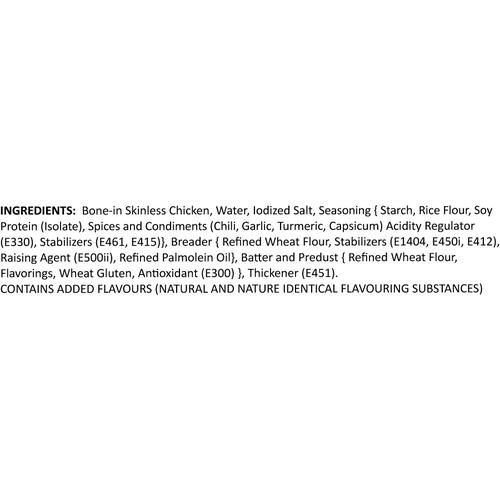 INGREDIENTS: Bone-in Skinless Chicken, Water, Iodized Salt, Seasoning { Starch, Rice Flour, Soy
Protein (Isolate), Spices and Condiments (Chili, Garlic, Turmeric, Capsicum) Acidity Regulator
(E330), Stabilizers (E461, E415)}, Breader { Refined Wheat Flour, Stabilizers (E1404, E450i, E412),
Raising Agent (E500ii), Refined Palmolein Oil}, Batter and Predust { Refined Wheat Flour,
Flavorings, Wheat Gluten, Antioxidant (E300) }, Thickener (E451).
CONTAINS ADDED FLAVOURS (NATURAL AND NATURE IDENTICAL FLAVOURING SUBSTANCES)